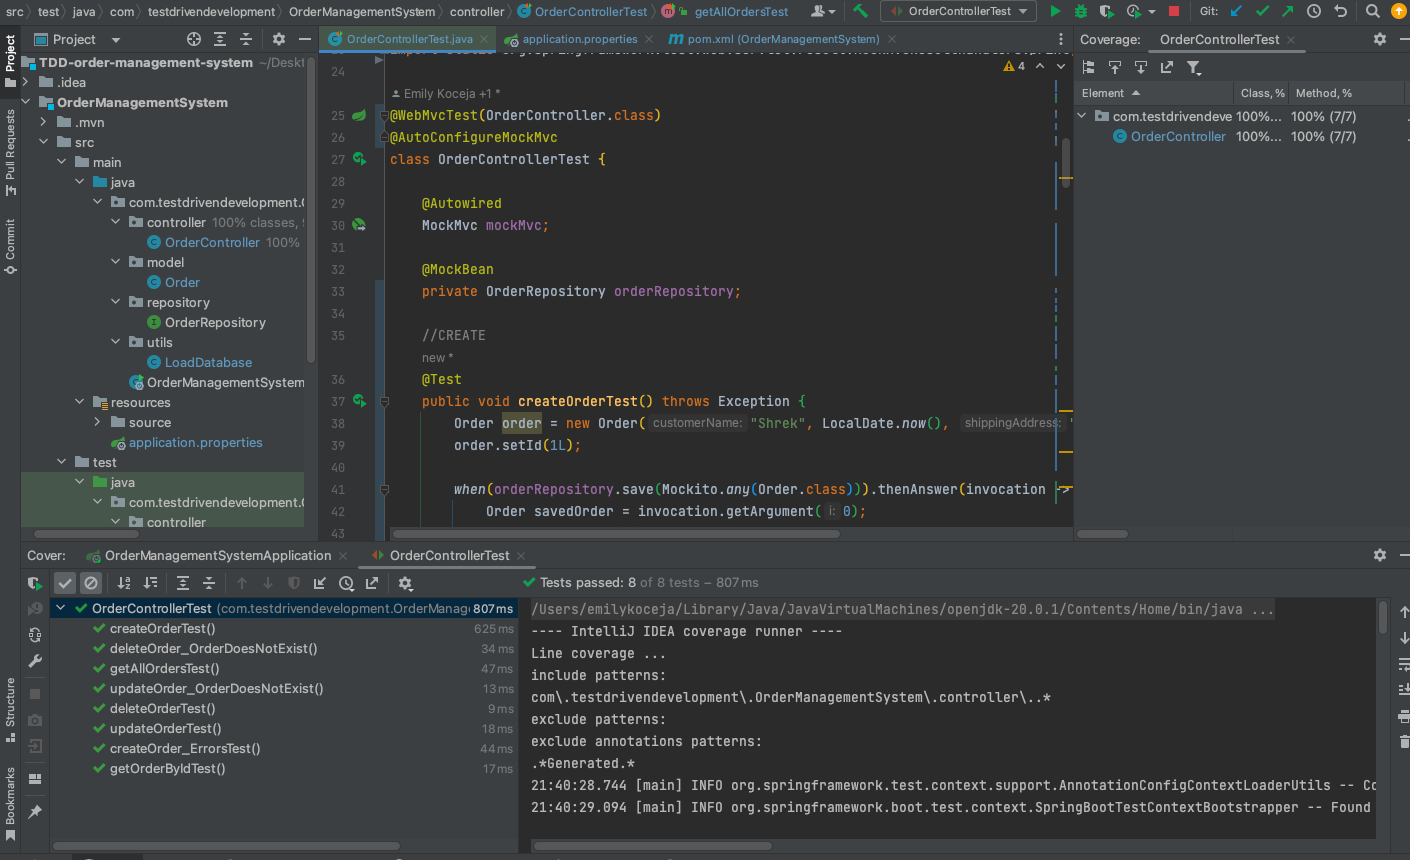 src
test
java
com
testdrivendevelopment
OrderManagementSystem
controller
OrderControllerTest
getAllOrdersTest
OrderControllerTest
Git:
Project
Pull Requests
Commit
Structure
Bookmarks
Project
TDD-order-management-system ~/Deskt
.idea
OrderManagementSystem
.mvn
src
main
java
com.testdrivendevelopment.
controller 100% classes,
OrderController 100%
model
Order
repository
OrderRepository
utils
LoadDatabase
OrderManagementSystem
resources
source
application.properties
test
java
com.testdrivendevelopment.
controller
OrderControllerTest.java
application.properties
pom.xml (OrderManagementSystem)
4
24
Emily Koceja +1 *
25 @WebMvcTest(OrderController.class)
26 @AutoConfigureMockMvc
27 class OrderControllerTest {
28
29 @Autowired
30 MockMvc mockMvc;
31
32 @MockBean
33 private OrderRepository orderRepository;
34
35 //CREATE
new *
36 @Test
37 public void createOrderTest() throws Exception {
38 Order order = new Order( customerName: "Shrek", LocalDate.now(), shippingAddress: "
39 order.setId(1L);
40
41 when(orderRepository.save(Mockito.any(Order.class))).thenAnswer(invocation ->
42 Order savedOrder = invocation.getArgument( i: 0);
43
Coverage: OrderControllerTest
Element Class, % Method, %
com.testdrivendeve 100%... 100% (7/7)
OrderController 100%... 100% (7/7)
Cover: OrderManagementSystemApplication OrderControllerTest
Tests passed: 8 of 8 tests – 807 ms
OrderControllerTest (com.testdrivendevelopment.OrderManage 807 ms
createOrderTest() 625 ms
deleteOrder_OrderDoesNotExist() 34 ms
getAllOrdersTest() 47 ms
updateOrder_OrderDoesNotExist() 13 ms
deleteOrderTest() 9 ms
updateOrderTest() 18 ms
createOrder_ErrorsTest() 44 ms
getOrderByIdTest() 17 ms
/Users/emilykoceja/Library/Java/JavaVirtualMachines/openjdk-20.0.1/Contents/Home/bin/java ...
---- IntelliJ IDEA coverage runner ----
Line coverage ...
include patterns:
com\.testdrivendevelopment\.OrderManagementSystem\.controller\..*
exclude patterns:
exclude annotations patterns:
.*Generated.*
21:40:28.744 [main] INFO org.springframework.test.context.support.AnnotationConfigContextLoaderUtils -- Co
21:40:29.094 [main] INFO org.springframework.boot.test.context.SpringBootTestContextBootstrapper -- Found